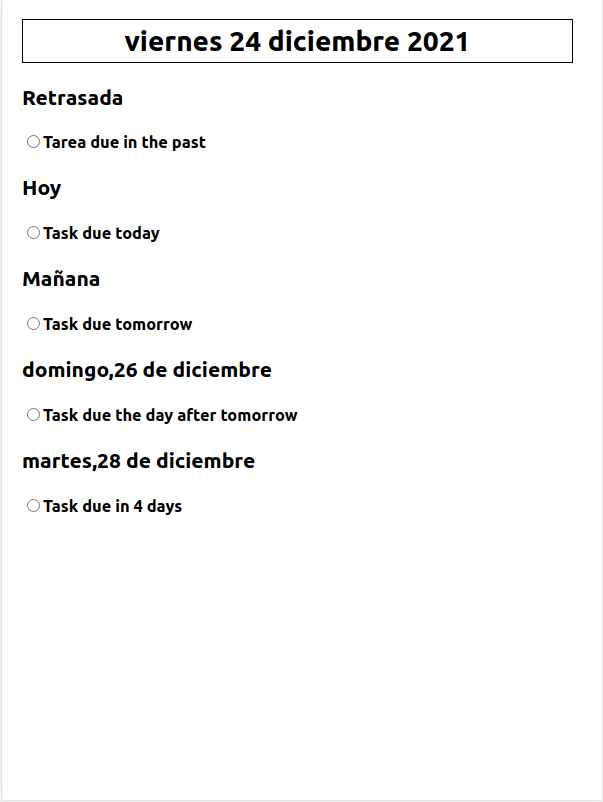 viernes 24 diciembre 2021
Retrasada
Tarea due in the past
Hoy
Task due today
Mañana
Task due tomorrow
domingo,26 de diciembre
Task due the day after tomorrow
martes,28 de diciembre
Task due in 4 days